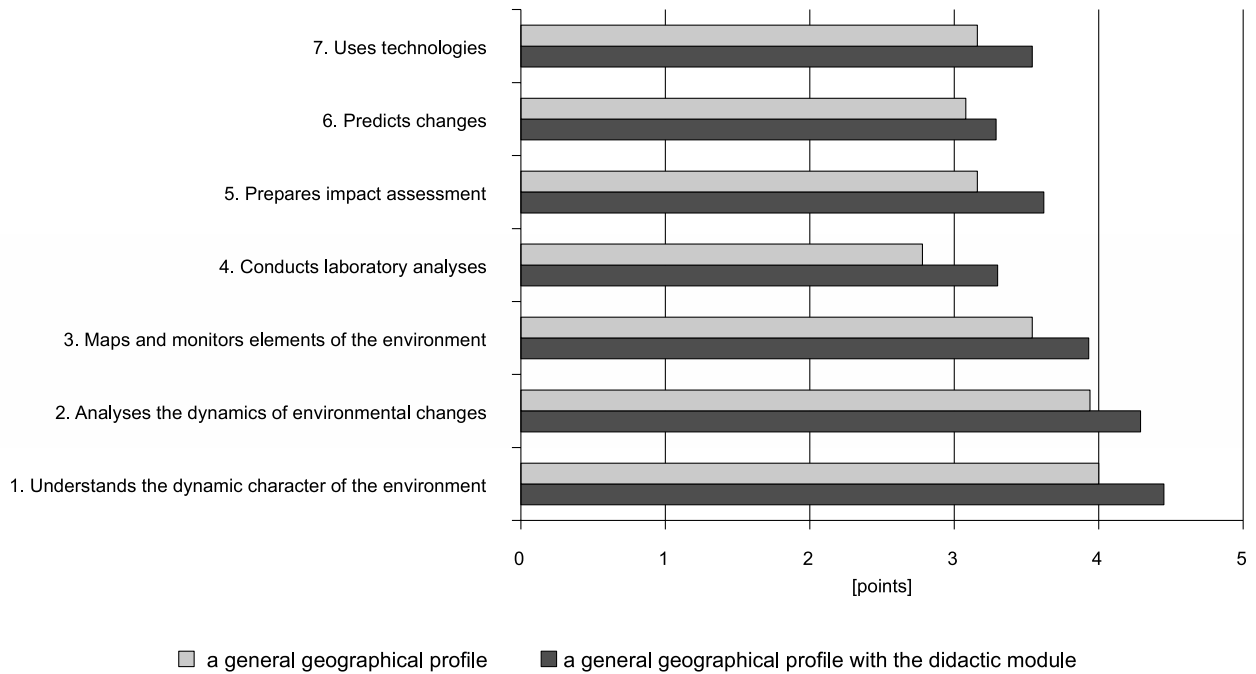 7. Uses technologies
6. Predicts changes
5. Prepares impact assessment
4. Conducts laboratory analyses
3. Maps and monitors elements of the environment
2. Analyses the dynamics of environmental changes
1. Understands the dynamic character of the environment
0 1 2 3 4 5
[points]
a general geographical profile a general geographical profile with the didactic module